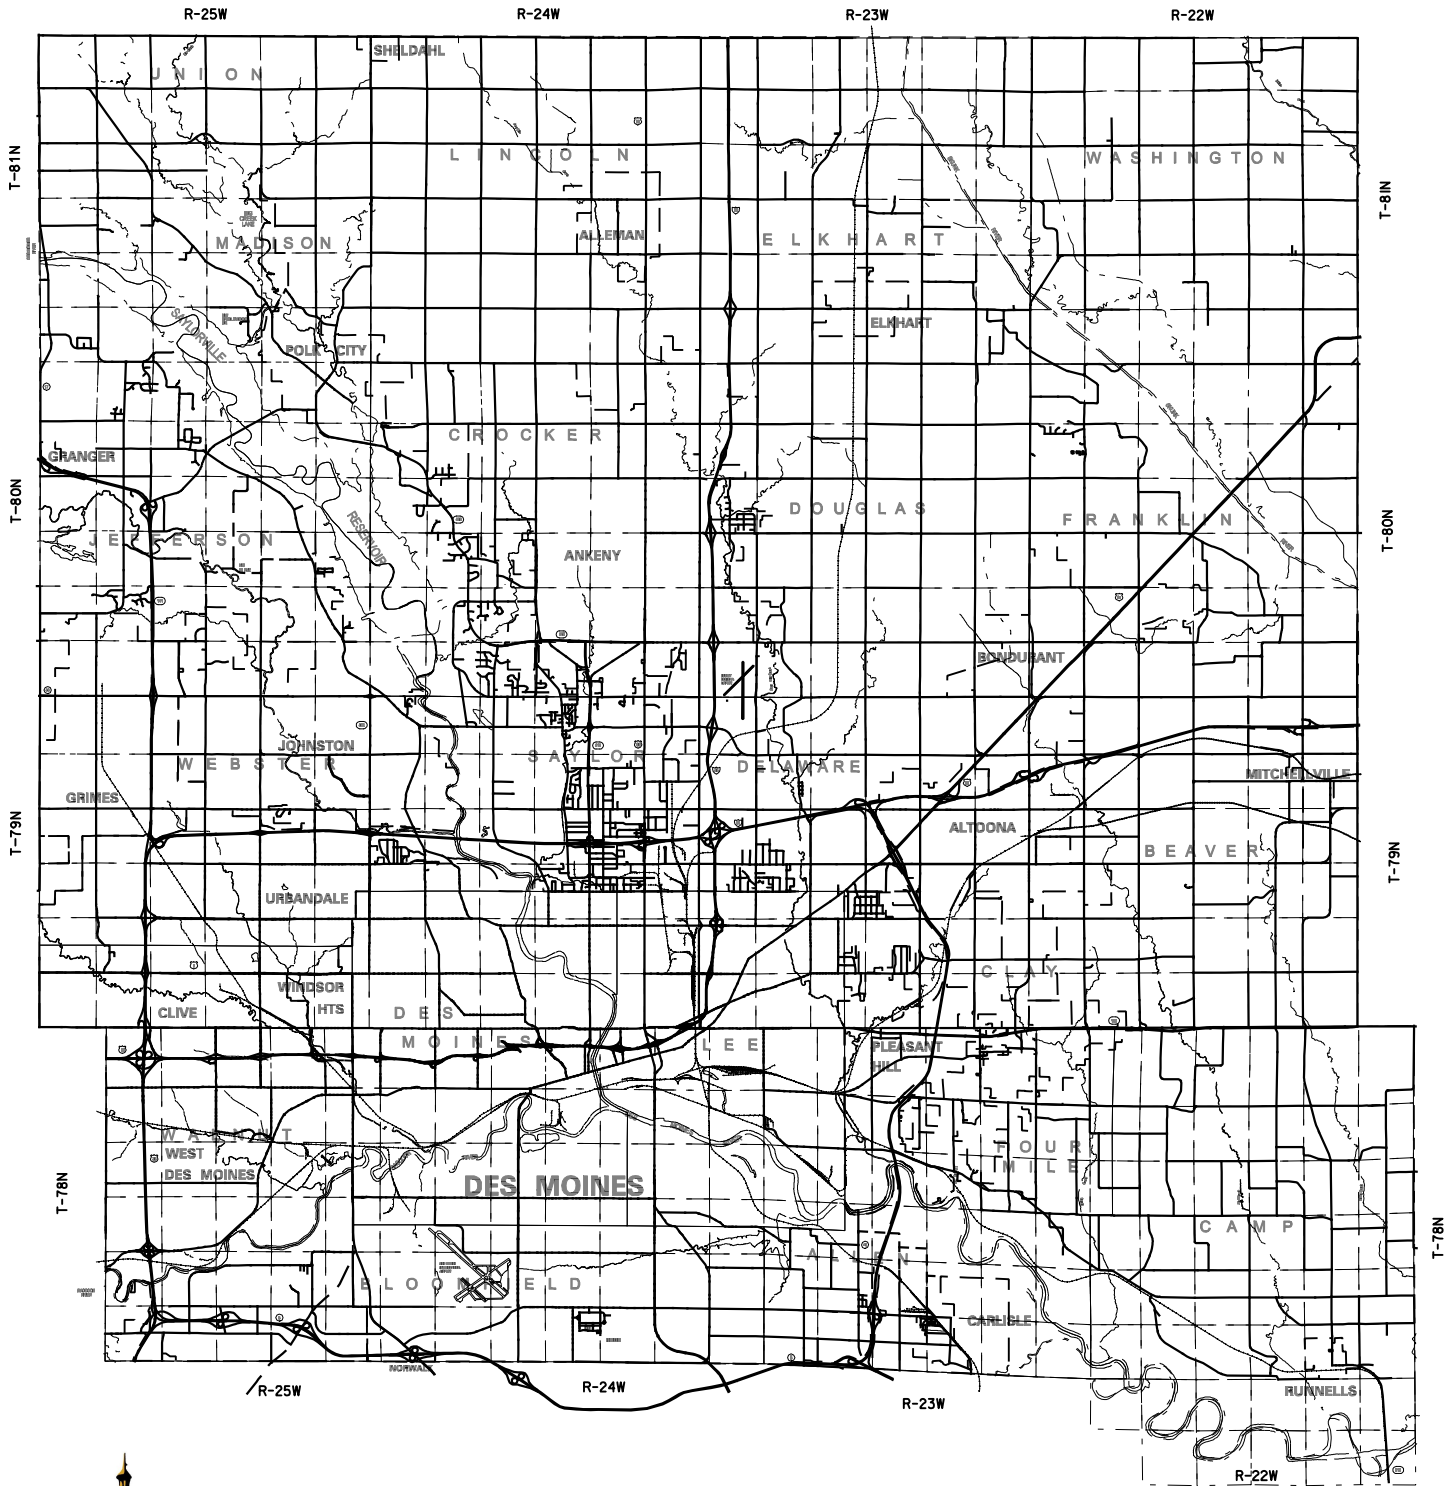 R-25W R-24W R-23W R-22W
SHELDAHL
UNION
LINCOLN
WASHINGTON
T-81N
T-81N
ALLEMAN
MADISON
ELKHART
SAYLORVILLE
ELKHART
POLK CITY
CROCKER
GRANGER
T-80N
DOUGLAS
FRANKLIN
T-80N
RESERVOIR
JEFFERSON
ANKENY
BONDURANT
JOHNSTON
SAYLOR
WEBSTER
DELAWARE
MITCHELLVILLE
GRIMES
T-79N
ALTOONA
BEAVER
T-79N
URBANDALE
CLAY
WINDSOR
HTS
CLIVE
DES
MOINES
LEE
PLEASANT
HILL
WALNUT
WEST
DES MOINES
FOUR
MILE
T-78N
DES MOINES
CAMP
T-78N
ALLEN
BLOOMFIELD
CARLISLE
NORWALK
RUNNELLS
R-25W R-24W R-23W
R-22W